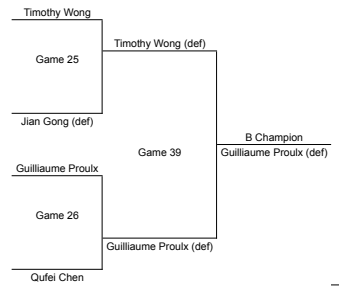 Timothy Wong
Timothy Wong (def)
Game 25
Jian Gong (def)
B Champion
Game 39
Guilliaume Proulx (def)
Guilliaume Proulx
Game 26
Guilliaume Proulx (def)
Qufei Chen